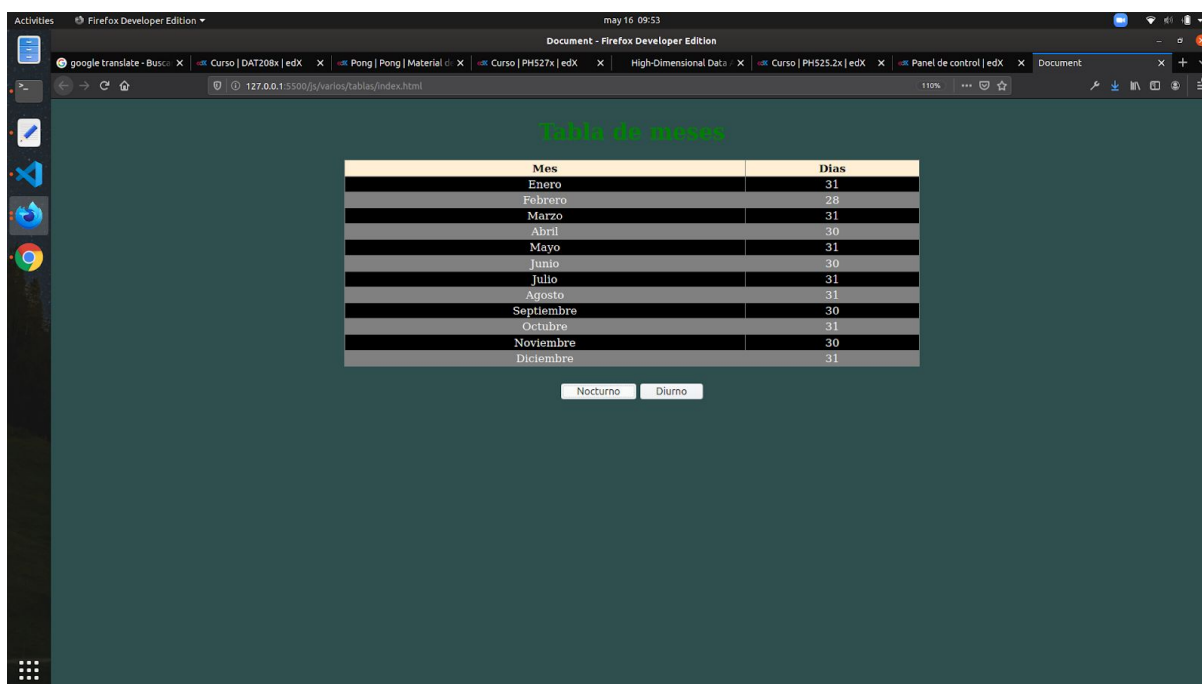 Activities Firefox Developer Edition may 16 09:53
Document - Firefox Developer Edition
google translate - Busca Curso | DAT208x | edX Pong | Pong | Material d Curso | PH527x | edX High-Dimensional Data Curso | PH525.2x | edX Panel de control | edX Document
127.0.0.1:5500/js/varios/tablas/index.html 110%
Tabla de meses
Mes Dias
Enero 31
Febrero 28
Marzo 31
Abril 30
Mayo 31
Junio 30
Julio 31
Agosto 31
Septiembre 30
Octubre 31
Noviembre 30
Diciembre 31
Nocturno Diurno